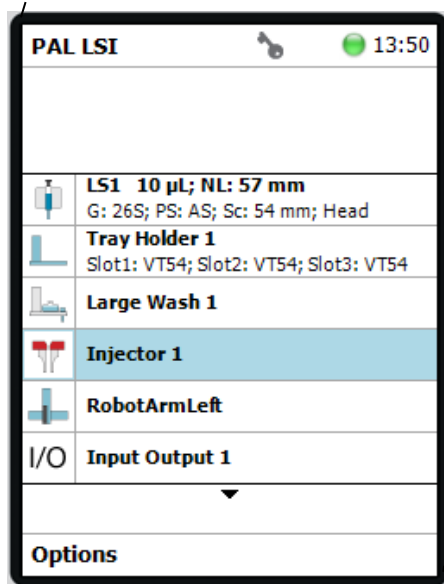 PAL LSI 13:50
LS1 10 µL; NL: 57 mm
G: 26S; PS: AS; Sc: 54 mm; Head
Tray Holder 1
Slot1: VT54; Slot2: VT54; Slot3: VT54
Large Wash 1
Injector 1
RobotArmLeft
I/O Input Output 1
Options